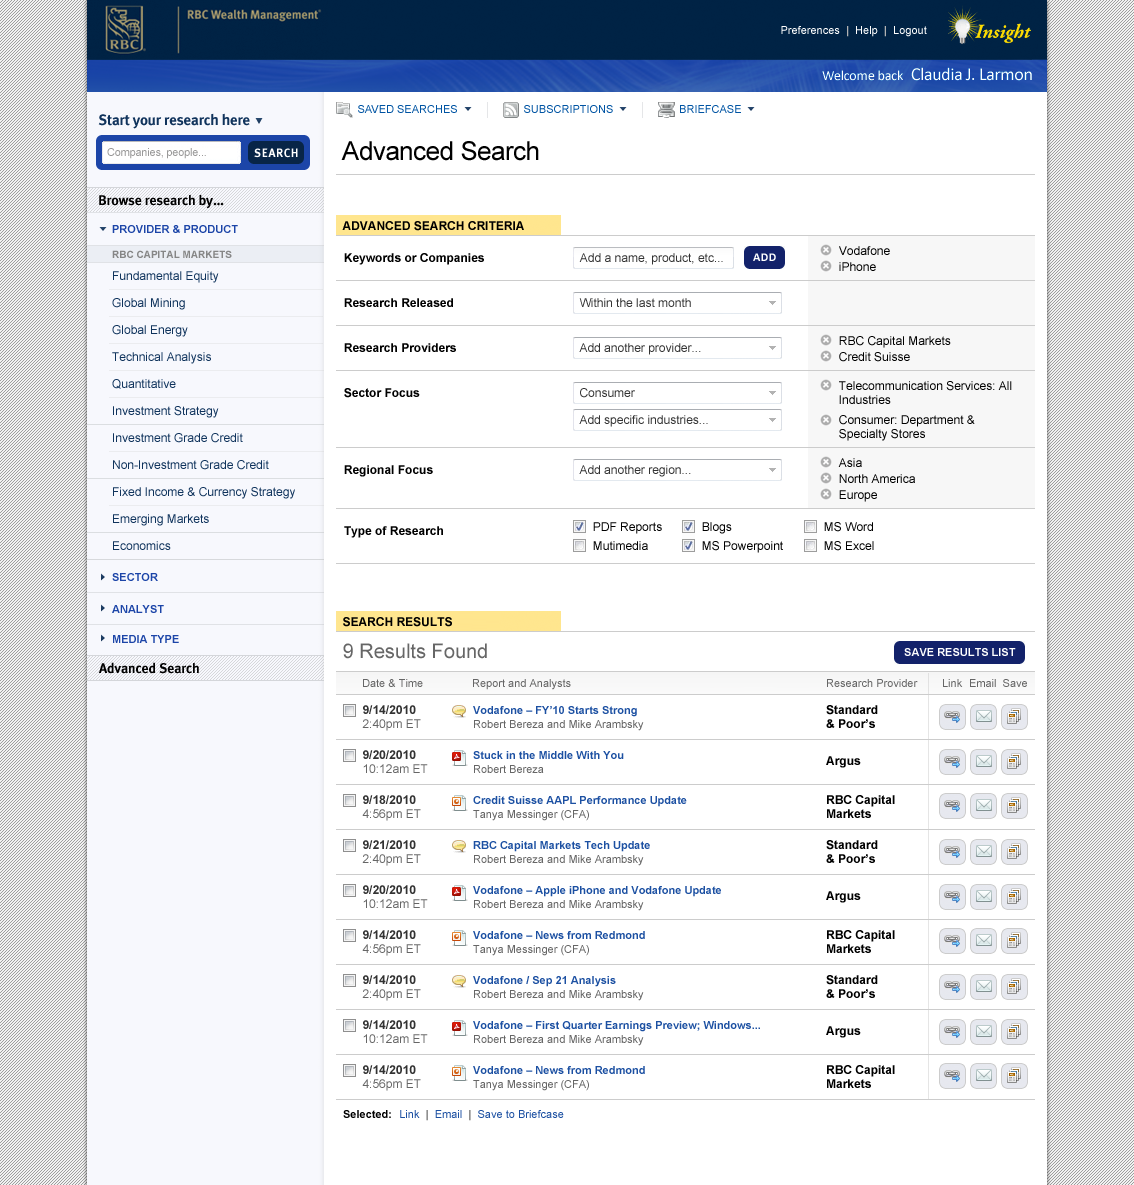 RBC Wealth Management®
RBC
Preferences | Help | Logout
Insight
Welcome back Claudia J. Larmon
Start your research here
Companies, people...
SEARCH
Browse research by...
PROVIDER & PRODUCT
RBC CAPITAL MARKETS
Fundamental Equity
Global Mining
Global Energy
Technical Analysis
Quantitative
Investment Strategy
Investment Grade Credit
Non-Investment Grade Credit
Fixed Income & Currency Strategy
Emerging Markets
Economics
SECTOR
ANALYST
MEDIA TYPE
Advanced Search
SAVED SEARCHES
SUBSCRIPTIONS
BRIEFCASE
Advanced Search
ADVANCED SEARCH CRITERIA
Keywords or Companies
Add a name, product, etc...
ADD
Vodafone
iPhone
Research Released
Within the last month
Research Providers
Add another provider...
RBC Capital Markets
Credit Suisse
Sector Focus
Consumer
Add specific industries...
Telecommunication Services: All
Industries
Consumer: Department &
Specialty Stores
Regional Focus
Add another region...
Asia
North America
Europe
Type of Research
PDF Reports
Blogs
MS Word
Mutimedia
MS Powerpoint
MS Excel
SEARCH RESULTS
9 Results Found
SAVE RESULTS LIST
Date & Time
Report and Analysts
Research Provider
Link
Email
Save
9/14/2010
2:40pm ET
Vodafone – FY'10 Starts Strong
Robert Bereza and Mike Arambsky
Standard
& Poor's
9/20/2010
10:12am ET
Stuck in the Middle With You
Robert Bereza
Argus
9/18/2010
4:56pm ET
Credit Suisse AAPL Performance Update
Tanya Messinger (CFA)
RBC Capital
Markets
9/21/2010
2:40pm ET
RBC Capital Markets Tech Update
Robert Bereza and Mike Arambsky
Standard
& Poor's
9/20/2010
10:12am ET
Vodafone – Apple iPhone and Vodafone Update
Robert Bereza and Mike Arambsky
Argus
9/14/2010
4:56pm ET
Vodafone – News from Redmond
Tanya Messinger (CFA)
RBC Capital
Markets
9/14/2010
2:40pm ET
Vodafone / Sep 21 Analysis
Robert Bereza and Mike Arambsky
Standard
& Poor's
9/14/2010
10:12am ET
Vodafone – First Quarter Earnings Preview; Windows...
Robert Bereza and Mike Arambsky
Argus
9/14/2010
4:56pm ET
Vodafone – News from Redmond
Tanya Messinger (CFA)
RBC Capital
Markets
Selected: Link | Email | Save to Briefcase